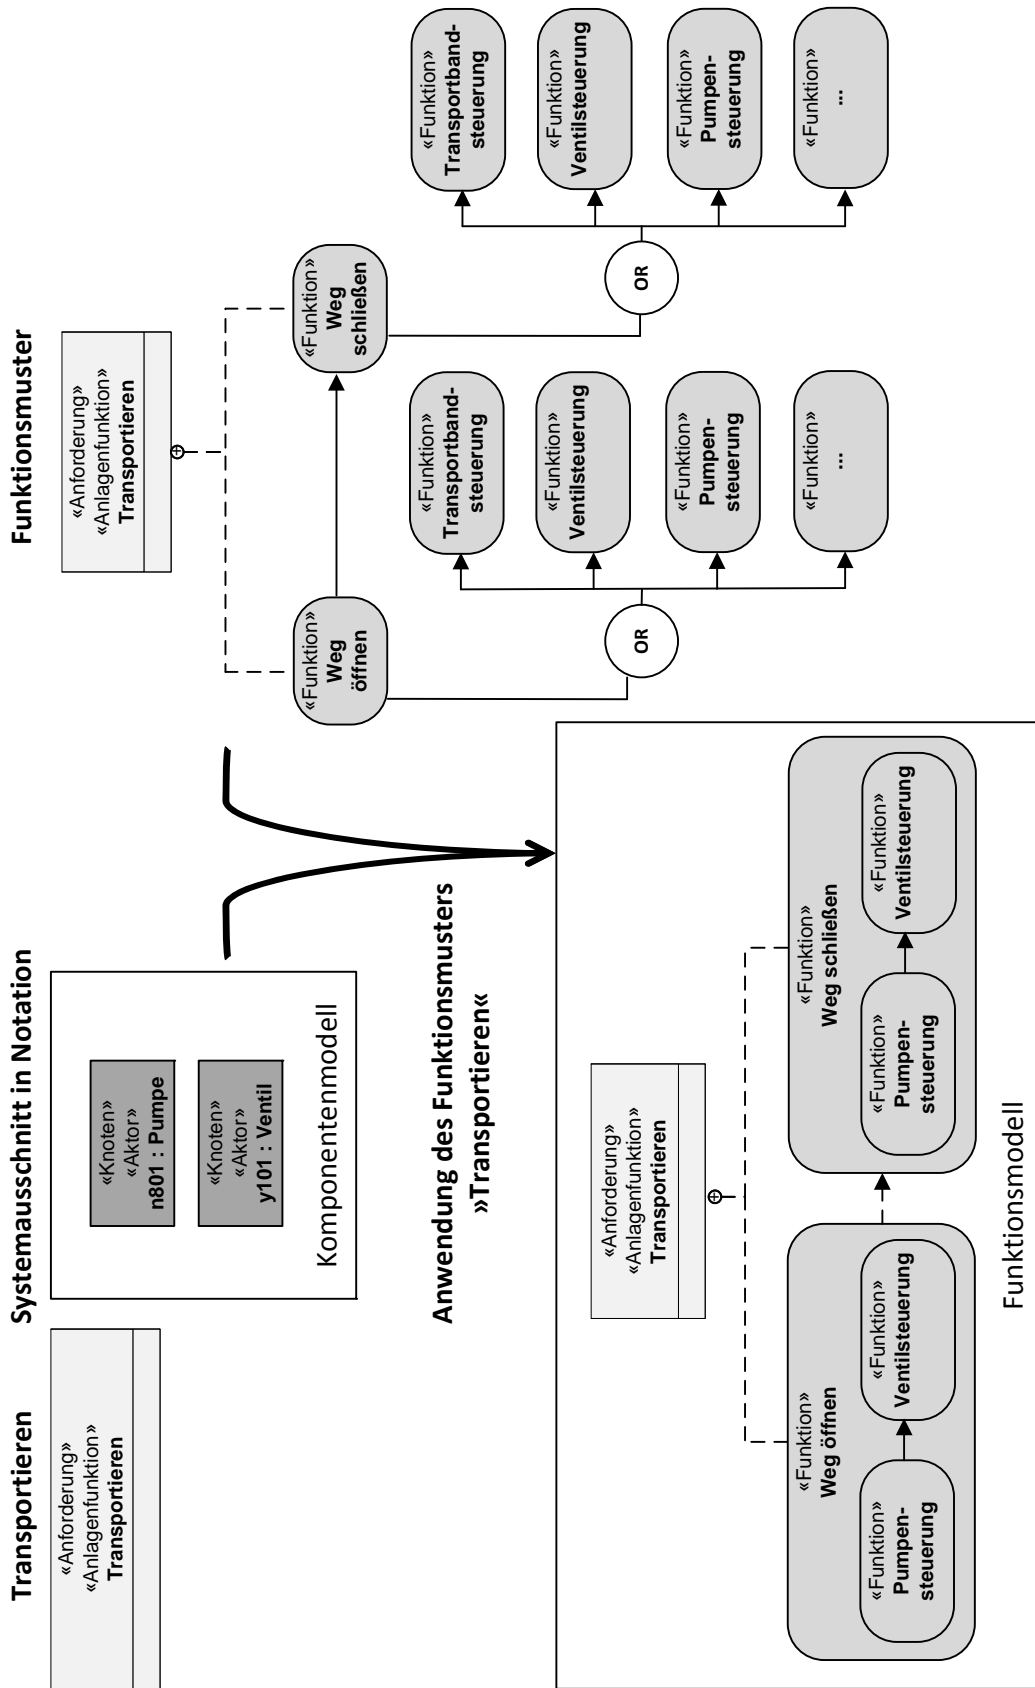 Transportieren
«Anforderung»
«Anlagenfunktion»
Transportieren
Systemausschnitt in Notation
«Knoten»
«Aktor»
n801 : Pumpe
«Knoten»
«Aktor»
y101 : Ventil
Komponentenmodell
Funktionsmuster
«Anforderung»
«Anlagenfunktion»
Transportieren
«Funktion»
Weg
öffnen
«Funktion»
Weg
schließen
OR
«Funktion»
Transportband-
steuerung
«Funktion»
Ventilsteuerung
«Funktion»
Pumpen-
steuerung
«Funktion»
...
OR
«Funktion»
Transportband-
steuerung
«Funktion»
Ventilsteuerung
«Funktion»
Pumpen-
steuerung
«Funktion»
...
Anwendung des Funktionsmusters
»Transportieren«
«Anforderung»
«Anlagenfunktion»
Transportieren
«Funktion»
Weg öffnen
«Funktion»
Pumpen-
steuerung
«Funktion»
Ventilsteuerung
«Funktion»
Weg schließen
«Funktion»
Pumpen-
steuerung
«Funktion»
Ventilsteuerung
Funktionsmodell